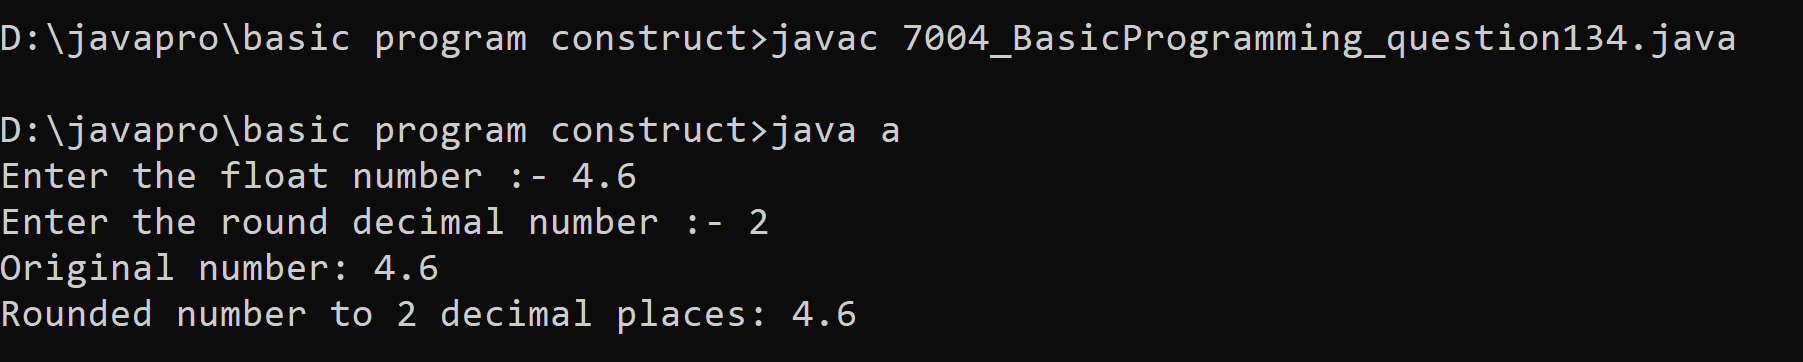 D:\javapro\basic program construct>javac 7004_BasicProgramming_question134.java
D:\javapro\basic program construct>java a
Enter the float number :- 4.6
Enter the round decimal number :- 2
Original number: 4.6
Rounded number to 2 decimal places: 4.6